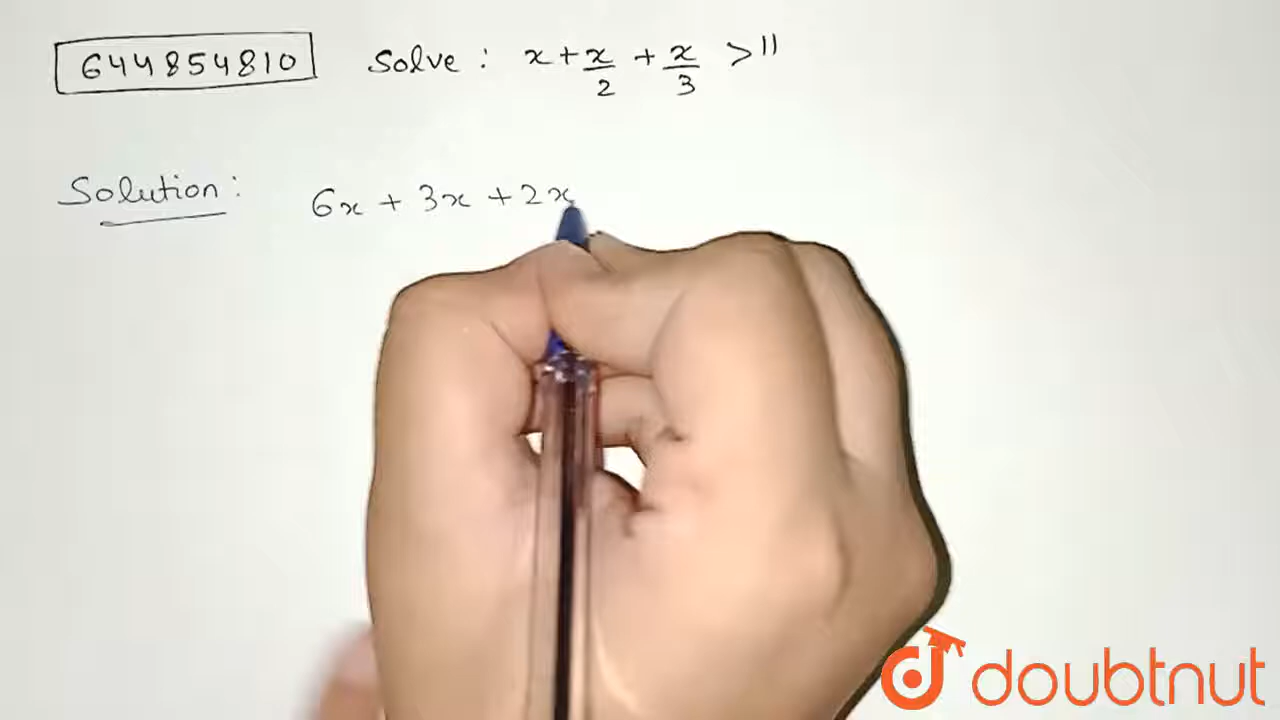 644854810 Solve : x + x/2 + x/3 > 11
Solution : 6x + 3x + 2x
doubtnut